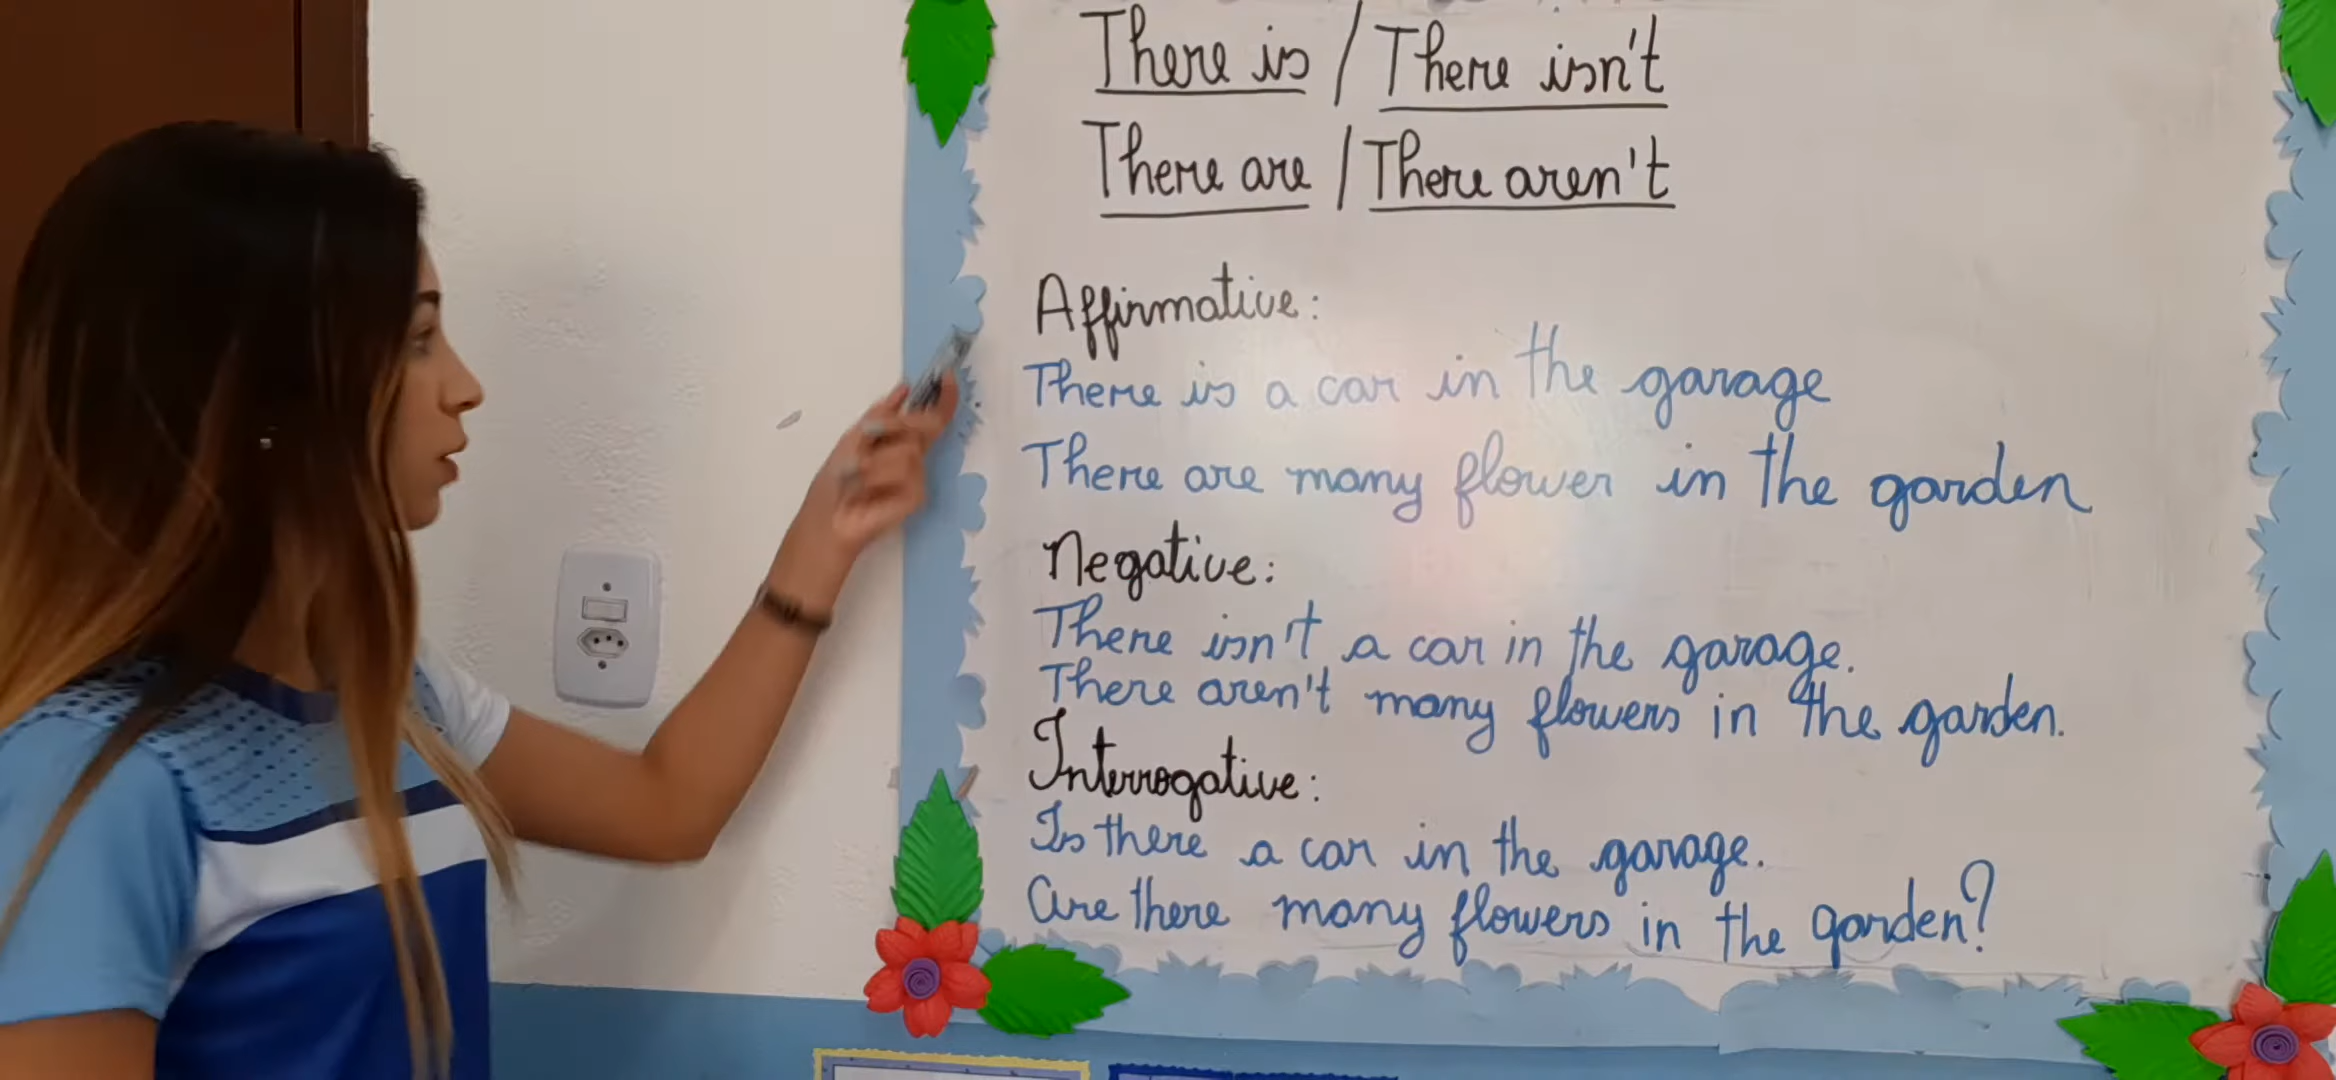 There is / There isn't
There are / There aren't
Affirmative:
There is a car in the garage
There are many flower in the garden
Negative:
There isn't a car in the garage.
There aren't many flowers in the garden.
Interrogative:
Is there a car in the garage.
Are there many flowers in the garden?